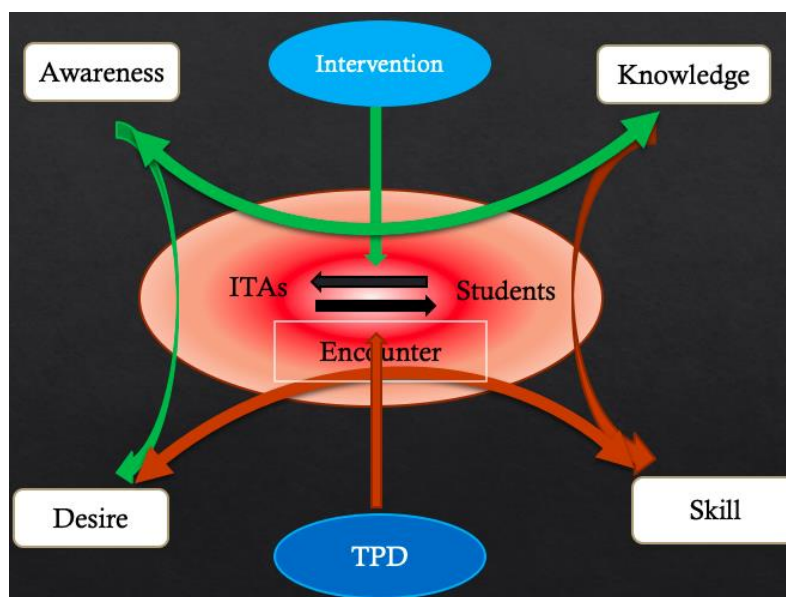 Awareness
Intervention
Knowledge
ITAs
Students
Encounter
Desire
TPD
Skill